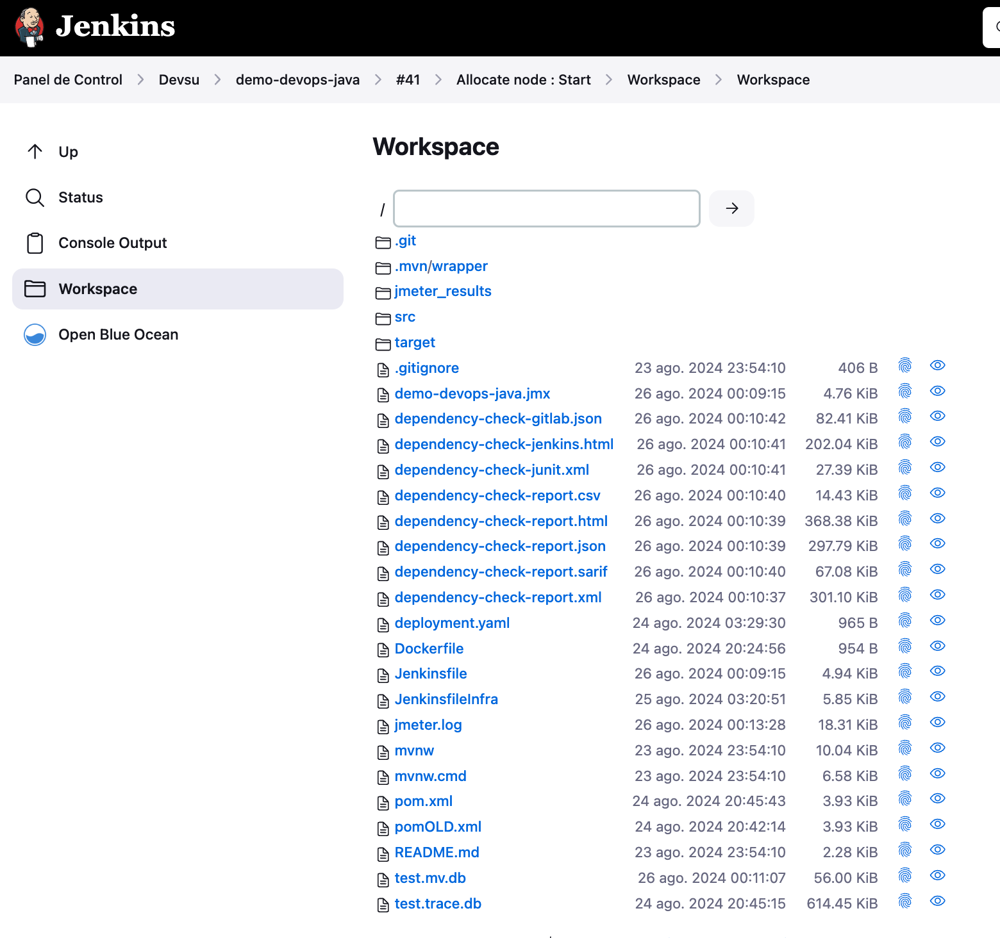 Jenkins
Panel de Control > Devsu > demo-devops-java > #41 > Allocate node : Start > Workspace > Workspace
Up
Status
Console Output
Workspace
Open Blue Ocean
Workspace
/
.git
.mvn/wrapper
jmeter_results
src
target
.gitignore 23 ago. 2024 23:54:10 406 B
demo-devops-java.jmx 26 ago. 2024 00:09:15 4.76 KiB
dependency-check-gitlab.json 26 ago. 2024 00:10:42 82.41 KiB
dependency-check-jenkins.html 26 ago. 2024 00:10:41 202.04 KiB
dependency-check-junit.xml 26 ago. 2024 00:10:41 27.39 KiB
dependency-check-report.csv 26 ago. 2024 00:10:40 14.43 KiB
dependency-check-report.html 26 ago. 2024 00:10:39 368.38 KiB
dependency-check-report.json 26 ago. 2024 00:10:39 297.79 KiB
dependency-check-report.sarif 26 ago. 2024 00:10:40 67.08 KiB
dependency-check-report.xml 26 ago. 2024 00:10:37 301.10 KiB
deployment.yaml 24 ago. 2024 03:29:30 965 B
Dockerfile 24 ago. 2024 20:24:56 954 B
Jenkinsfile 26 ago. 2024 00:09:15 4.94 KiB
JenkinsfileInfra 25 ago. 2024 03:20:51 5.85 KiB
jmeter.log 26 ago. 2024 00:13:28 18.31 KiB
mvnw 23 ago. 2024 23:54:10 10.04 KiB
mvnw.cmd 23 ago. 2024 23:54:10 6.58 KiB
pom.xml 24 ago. 2024 20:45:43 3.93 KiB
pomOLD.xml 24 ago. 2024 20:42:14 3.93 KiB
README.md 23 ago. 2024 23:54:10 2.28 KiB
test.mv.db 26 ago. 2024 00:11:07 56.00 KiB
test.trace.db 24 ago. 2024 20:45:15 614.45 KiB